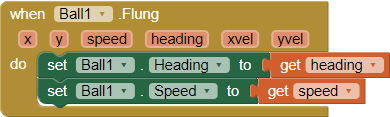 when Ball1 .Flung
x y speed heading xvel yvel
do set Ball1 . Heading to get heading
set Ball1 . Speed to get speed